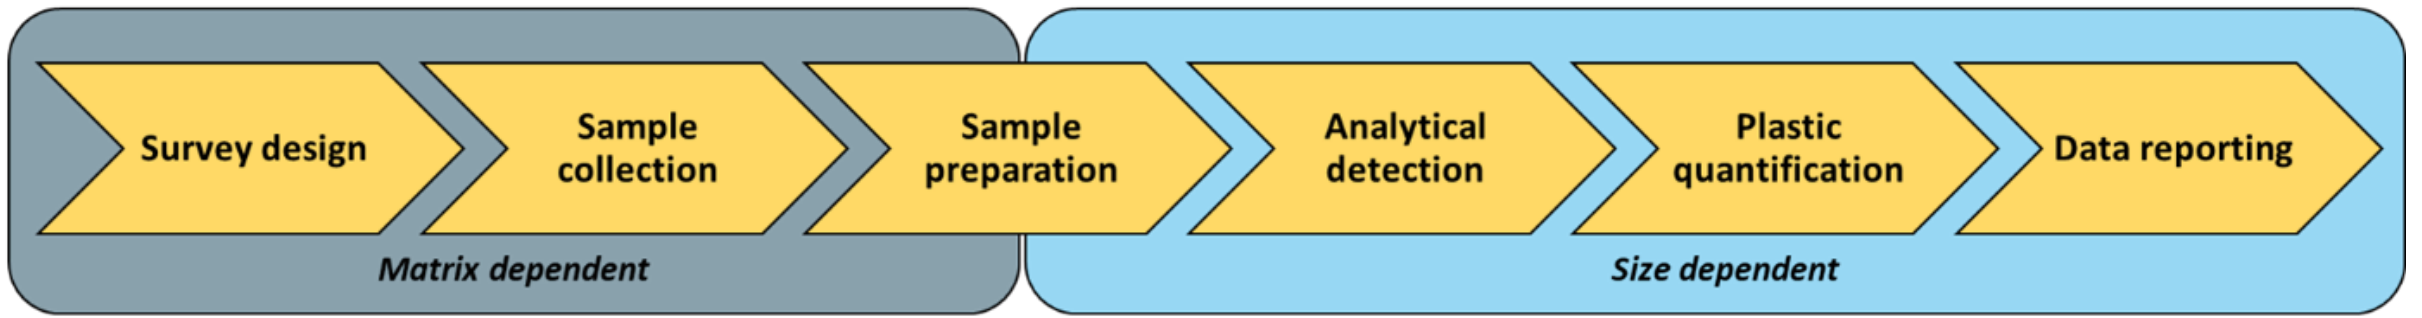 Survey design
Sample
collection
Sample
preparation
Analytical
detection
Plastic
quantification
Data reporting
Matrix dependent
Size dependent